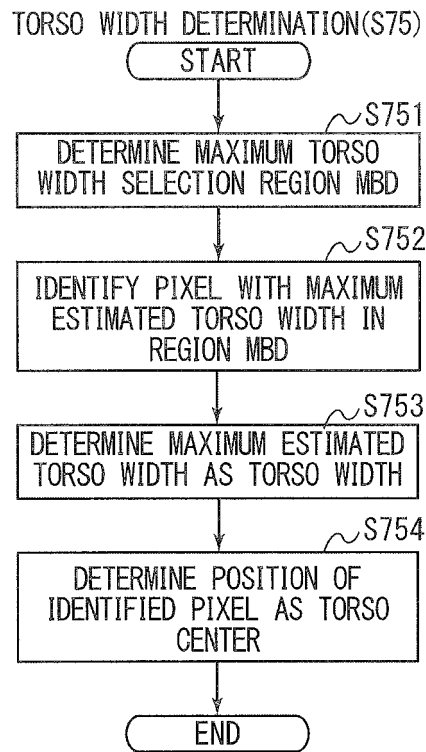 TORSO WIDTH DETERMINATION(S75)
START
S751
DETERMINE MAXIMUM TORSO
WIDTH SELECTION REGION MBD
S752
IDENTIFY PIXEL WITH MAXIMUM
ESTIMATED TORSO WIDTH IN
REGION MBD
S753
DETERMINE MAXIMUM ESTIMATED
TORSO WIDTH AS TORSO WIDTH
S754
DETERMINE POSITION OF
IDENTIFIED PIXEL AS TORSO
CENTER
END